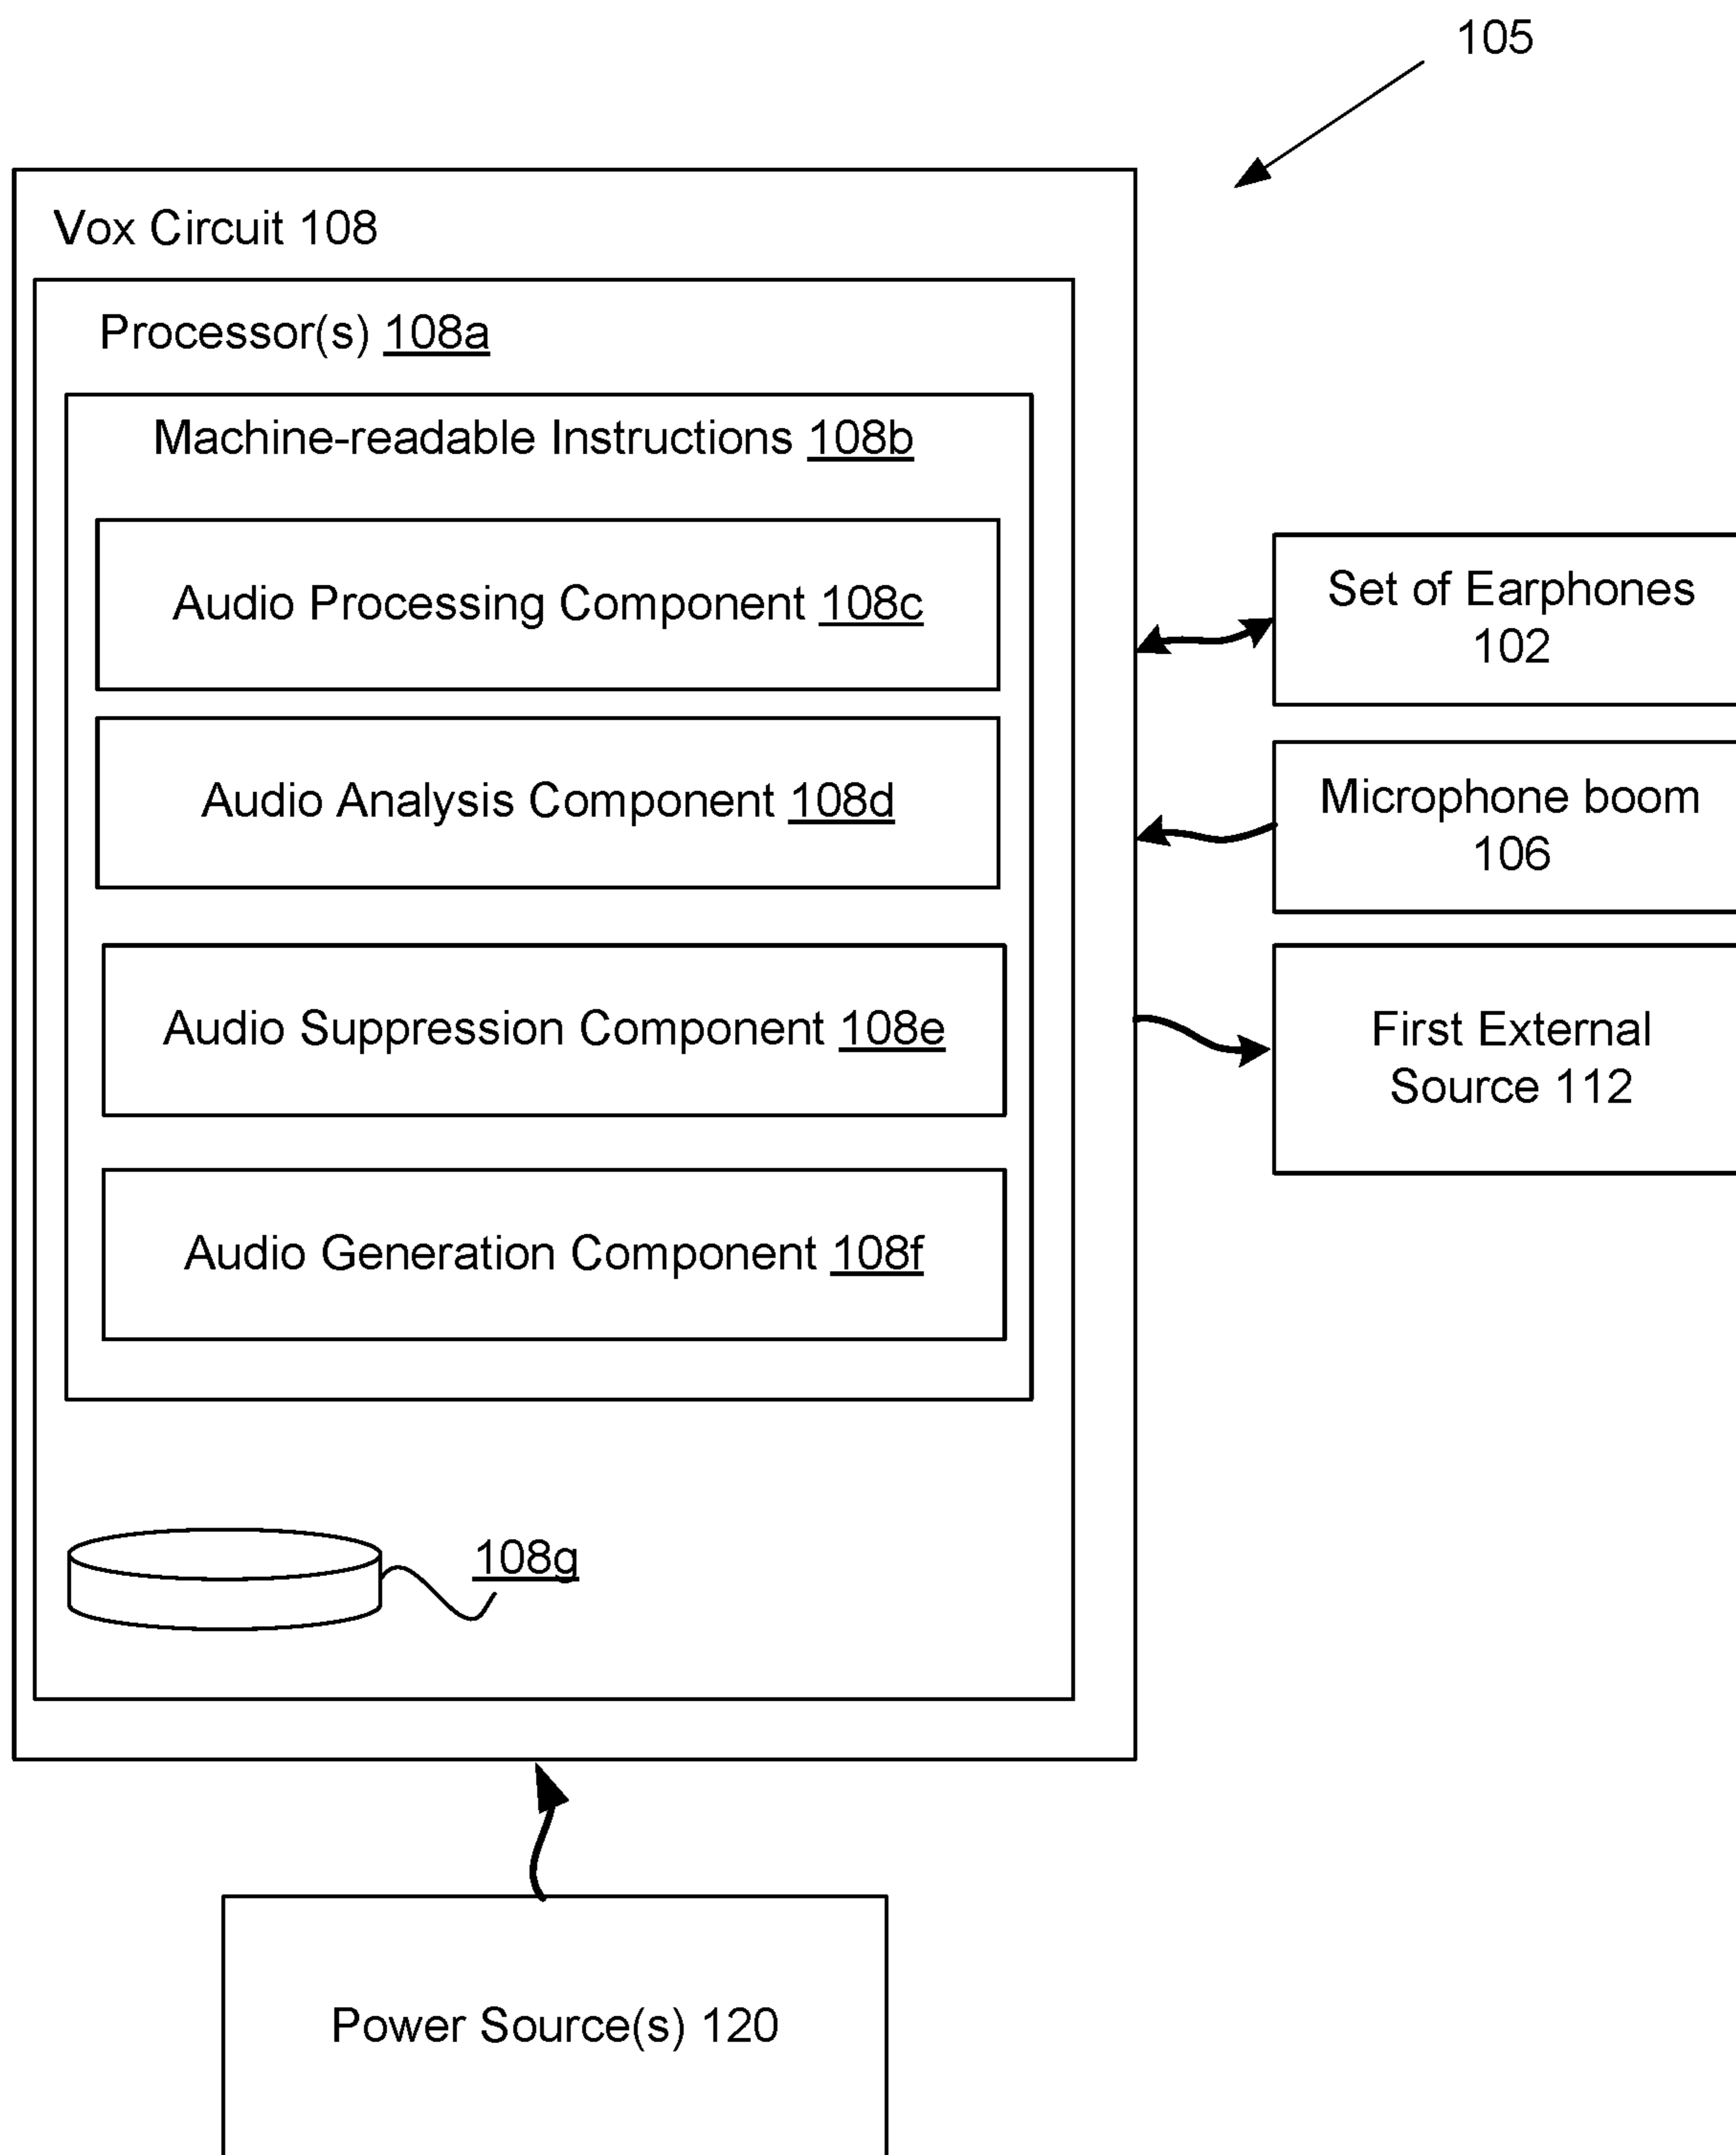 105
Vox Circuit 108
Processor(s) 108a
Machine-readable Instructions 108b
Audio Processing Component 108c
Audio Analysis Component 108d
Audio Suppression Component 108e
Audio Generation Component 108f
108g
Set of Earphones
102
Microphone boom
106
First External
Source 112
Power Source(s) 120